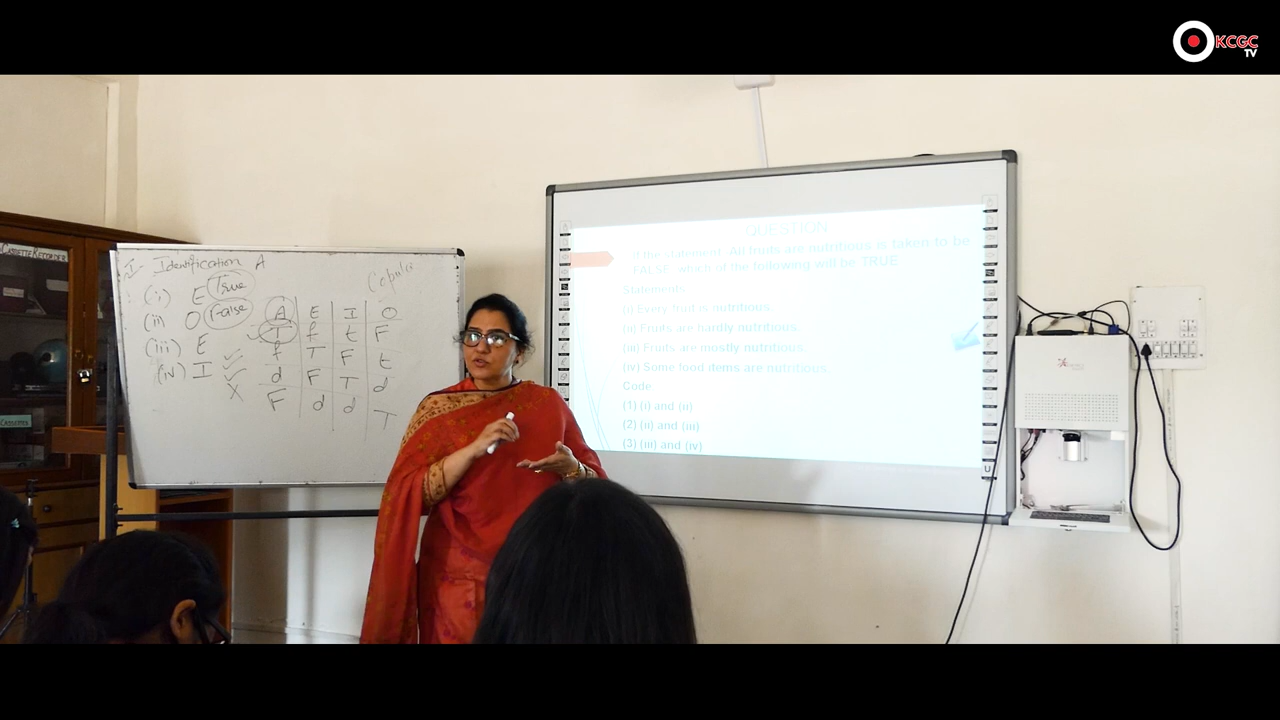 KCGC
TV
CASSETTE RECORDER
CASSETTES
I Identification A
(i) E True
(ii) O False
(iii) E
(iv) I
Copula
A E I O
T f t F
f T F t
d F T d
F d d T
QUESTION
If the statement, All fruits are nutritious is taken to be
FALSE, which of the following will be TRUE
Statements
(i) Every fruit is nutritious.
(ii) Fruits are hardly nutritious.
(iii) Fruits are mostly nutritious.
(iv) Some food items are nutritious.
Code:
(1) (i) and (ii)
(2) (ii) and (iii)
(3) (iii) and (iv)